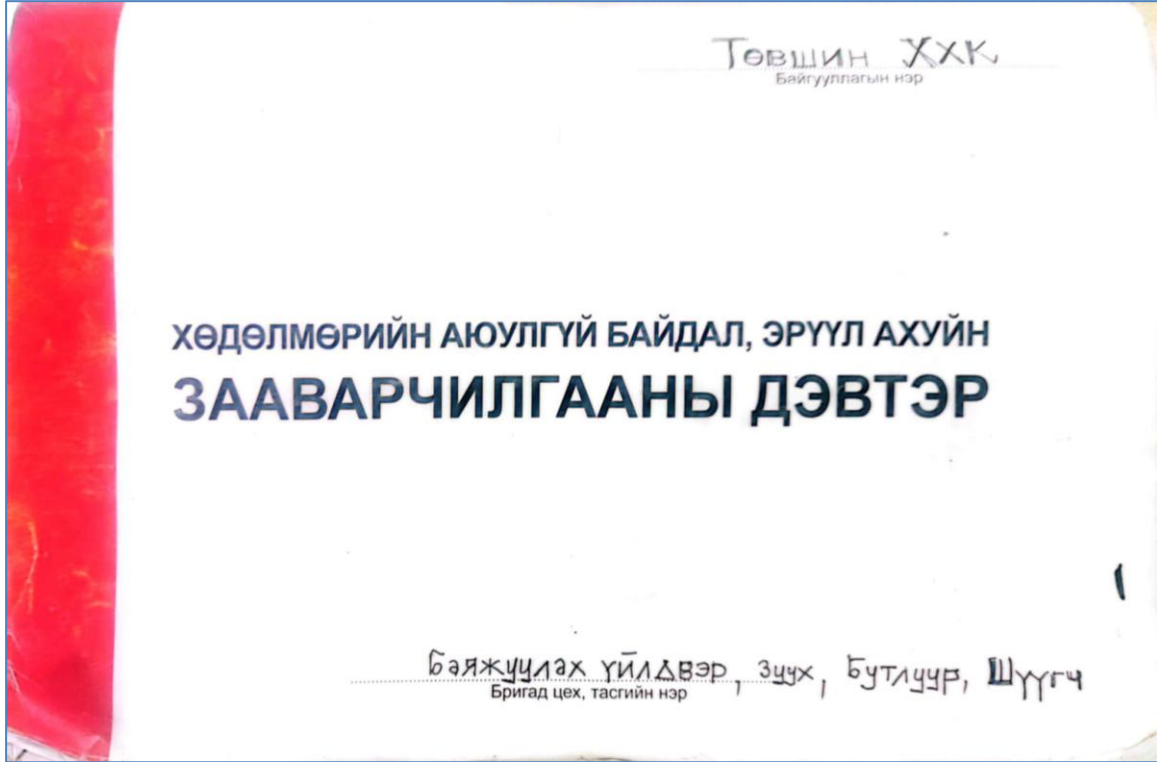 Төвшин ХХК
Байгууллагын нэр
ХӨДӨЛМӨРИЙН АЮУЛГҮЙ БАЙДАЛ, ЭРҮҮЛ АХУЙН
ЗААВАРЧИЛГААНЫ ДЭВТЭР
1
Баяжуулах үйлдвэр, Зуух, Бутлуур, Шүүгч
Бригад цех, тасгийн нэр